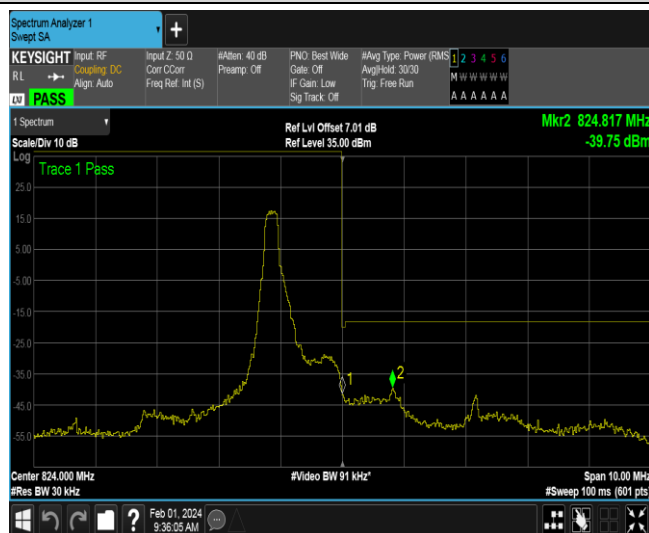 Spectrum Analyzer 1
Swept SA
+
KEYSIGHT
RL
LXI PASS
Input: RF
Coupling: DC
Align: Auto
Input Z: 50 Ω
Corr CCorr
Freq Ref: Int (S)
#Atten: 40 dB
Preamp: Off
PNO: Best Wide
Gate: Off
IF Gain: Low
Sig Track: Off
#Avg Type: Power (RMS
Avg|Hold: 30/30
Trig: Free Run
1 2 3 4 5 6
M W W W W W
A A A A A A
1 Spectrum
Scale/Div 10 dB
Ref Lvl Offset 7.01 dB
Ref Level 35.00 dBm
Mkr2 824.817 MHz
-39.75 dBm
Log
Trace 1 Pass
25.0
15.0
5.00
-5.00
-15.0
-25.0
-35.0
-45.0
-55.0
1
2
Center 824.000 MHz
#Res BW 30 kHz
#Video BW 91 kHz*
Span 10.00 MHz
#Sweep 100 ms (601 pts)
?
Feb 01, 2024
9:36:05 AM